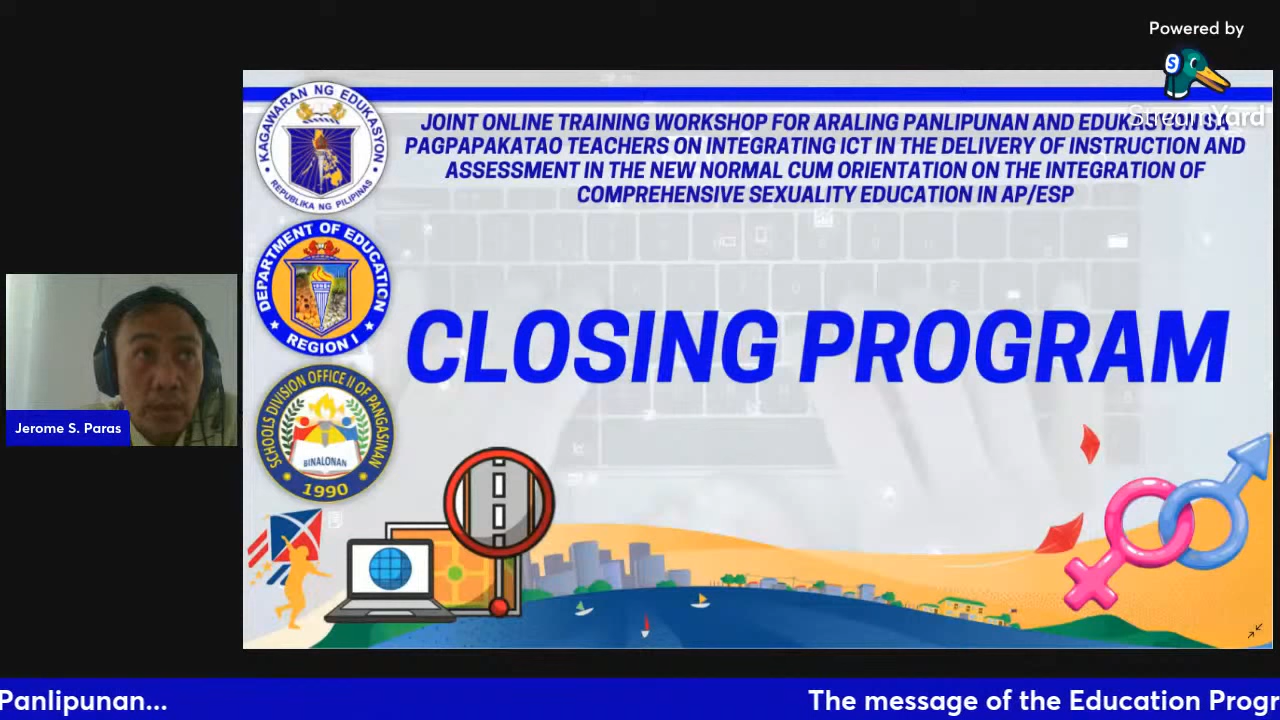 Powered by
StreamYard
KAGAWARAN NG EDUKASYON
REPUBLIKA NG PILIPINAS
JOINT ONLINE TRAINING WORKSHOP FOR ARALING PANLIPUNAN AND EDUKASYON SA
PAGPAPAKATAO TEACHERS ON INTEGRATING ICT IN THE DELIVERY OF INSTRUCTION AND
ASSESSMENT IN THE NEW NORMAL CUM ORIENTATION ON THE INTEGRATION OF
COMPREHENSIVE SEXUALITY EDUCATION IN AP/ESP
DEPARTMENT OF EDUCATION
REGION I
CLOSING PROGRAM
SCHOOLS DIVISION OFFICE II OF PANGASINAN
BINALONAN
1990
Jerome S. Paras
Panlipunan...
The message of the Education Progr